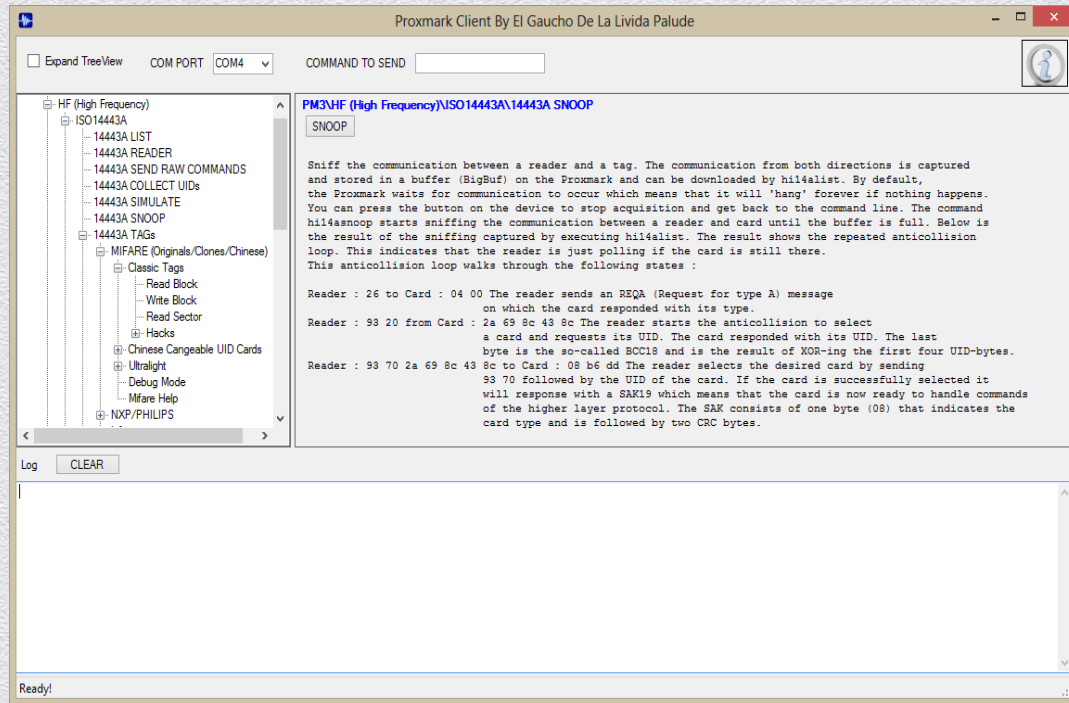 Proxmark Client By El Gaucho De La Livida Palude
Expand TreeView COM PORT COM4 COMMAND TO SEND
HF (High Frequency)
ISO14443A
14443A LIST
14443A READER
14443A SEND RAW COMMANDS
14443A COLLECT UIDs
14443A SIMULATE
14443A SNOOP
14443A TAGs
MIFARE (Originals/Clones/Chinese)
Classic Tags
Read Block
Write Block
Read Sector
Hacks
Chinese Cangeable UID Cards
Ultralight
Debug Mode
Mifare Help
NXP/PHILIPS
PM3\HF (High Frequency)\ISO14443A\14443A SNOOP
SNOOP
Sniff the communication between a reader and a tag. The communication from both directions is captured
and stored in a buffer (BigBuf) on the Proxmark and can be downloaded by hi14alist. By default,
the Proxmark waits for communication to occur which means that it will 'hang' forever if nothing happens.
You can press the button on the device to stop acquisition and get back to the command line. The command
hi14asnoop starts sniffing the communication between a reader and card until the buffer is full. Below is
the result of the sniffing captured by executing hi14alist. The result shows the repeated anticollision
loop. This indicates that the reader is just polling if the card is still there.
This anticollision loop walks through the following states :
Reader : 26 to Card : 04 00 The reader sends an REQA (Request for type A) message
on which the card responded with its type.
Reader : 93 20 from Card : 2a 69 8c 43 8c The reader starts the anticollision to select
a card and requests its UID. The card responded with its UID. The last
byte is the so-called BCC18 and is the result of XOR-ing the first four UID-bytes.
Reader : 93 70 2a 69 8c 43 8c to Card : 08 b6 dd The reader selects the desired card by sending
93 70 followed by the UID of the card. If the card is successfully selected it
will response with a SAK19 which means that the card is now ready to handle commands
of the higher layer protocol. The SAK consists of one byte (08) that indicates the
card type and is followed by two CRC bytes.
Log CLEAR
Ready!